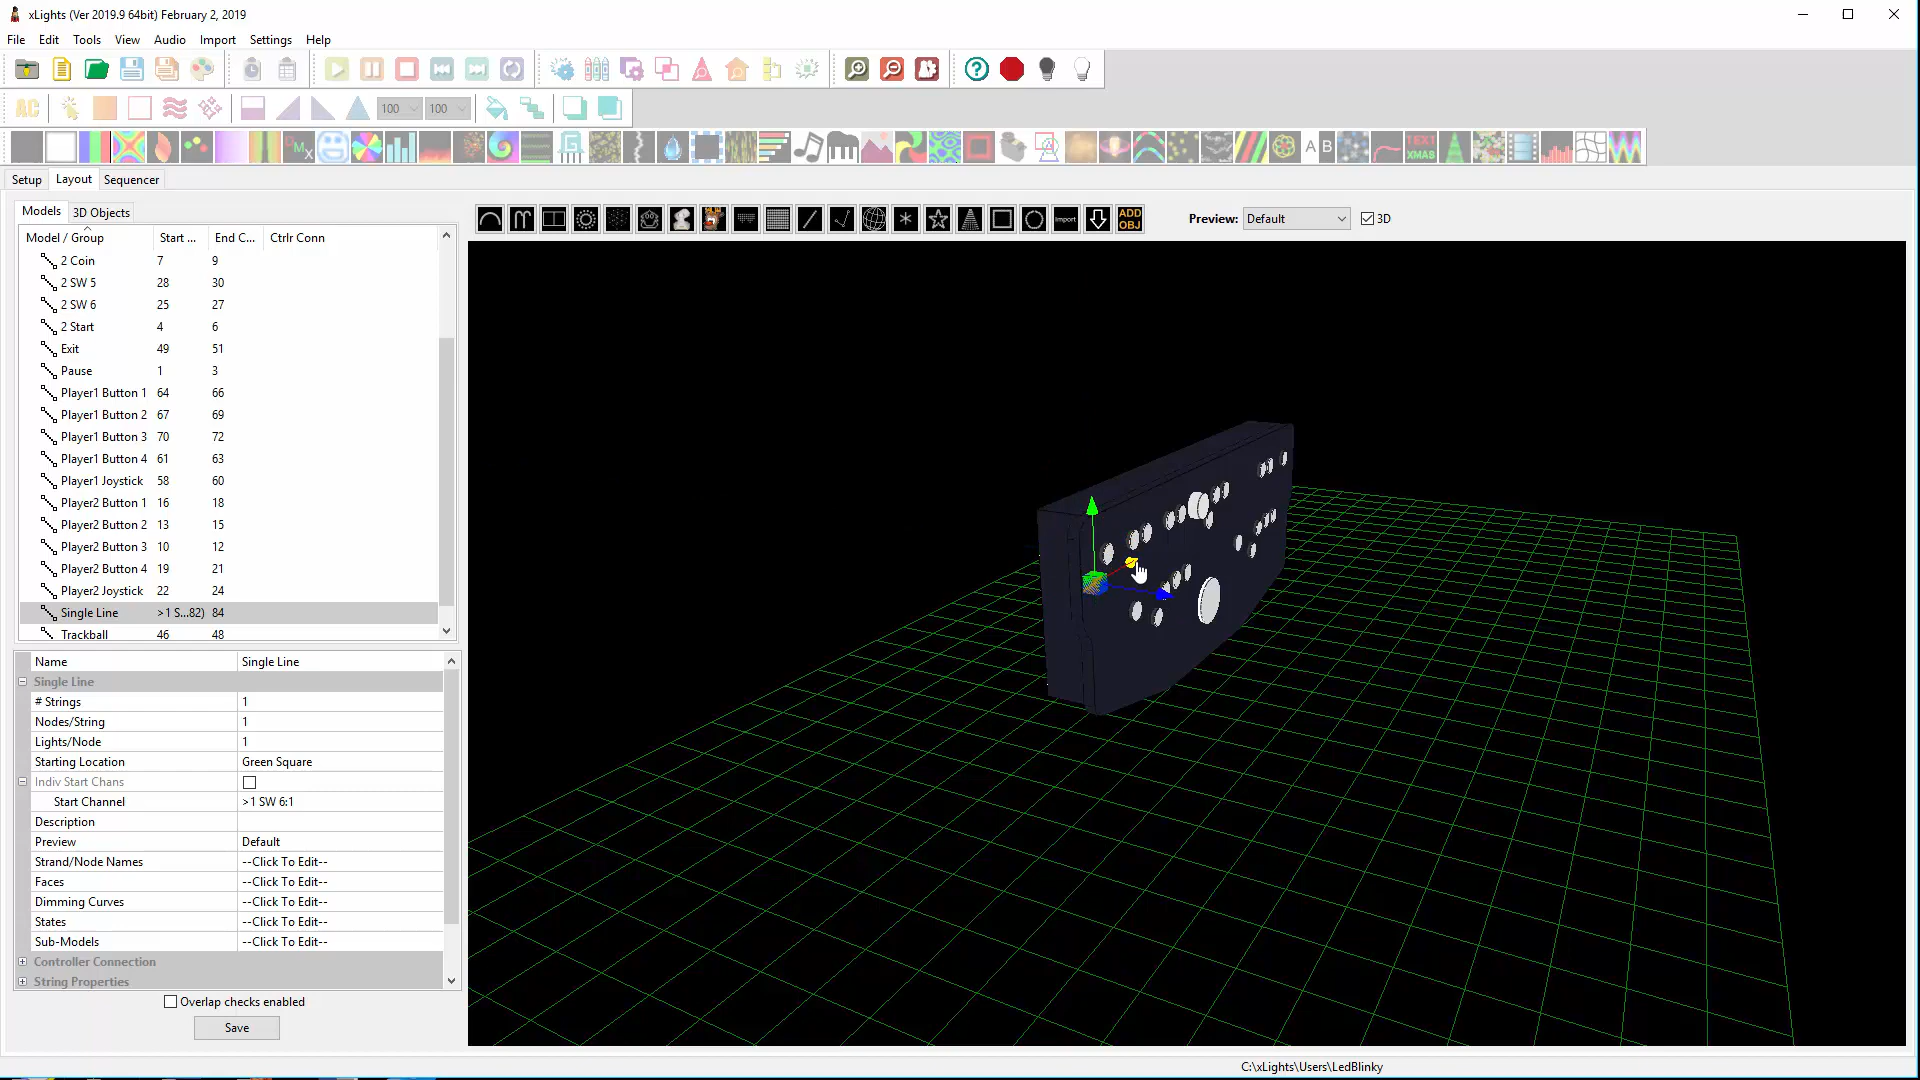 xLights (Ver 2019.9 64bit) February 2, 2019
File Edit Tools View Audio Import Settings Help
AC 100 100
DMX A B TEXT XMAS
Setup Layout Sequencer
Models 3D Objects
Import ADD OBJ Preview: Default 3D
Model / Group Start ... End C... Ctrlr Conn
2 Coin 7 9
2 SW 5 28 30
2 SW 6 25 27
2 Start 4 6
Exit 49 51
Pause 1 3
Player1 Button 1 64 66
Player1 Button 2 67 69
Player1 Button 3 70 72
Player1 Button 4 61 63
Player1 Joystick 58 60
Player2 Button 1 16 18
Player2 Button 2 13 15
Player2 Button 3 10 12
Player2 Button 4 19 21
Player2 Joystick 22 24
Single Line >1 S...82) 84
Trackball 46 48
Name Single Line
Single Line
# Strings 1
Nodes/String 1
Lights/Node 1
Starting Location Green Square
Indiv Start Chans
Start Channel >1 SW 6:1
Description
Preview Default
Strand/Node Names --Click To Edit--
Faces --Click To Edit--
Dimming Curves --Click To Edit--
States --Click To Edit--
Sub-Models --Click To Edit--
Controller Connection
String Properties
Overlap checks enabled
Save
C:\xLights\Users\LedBlinky